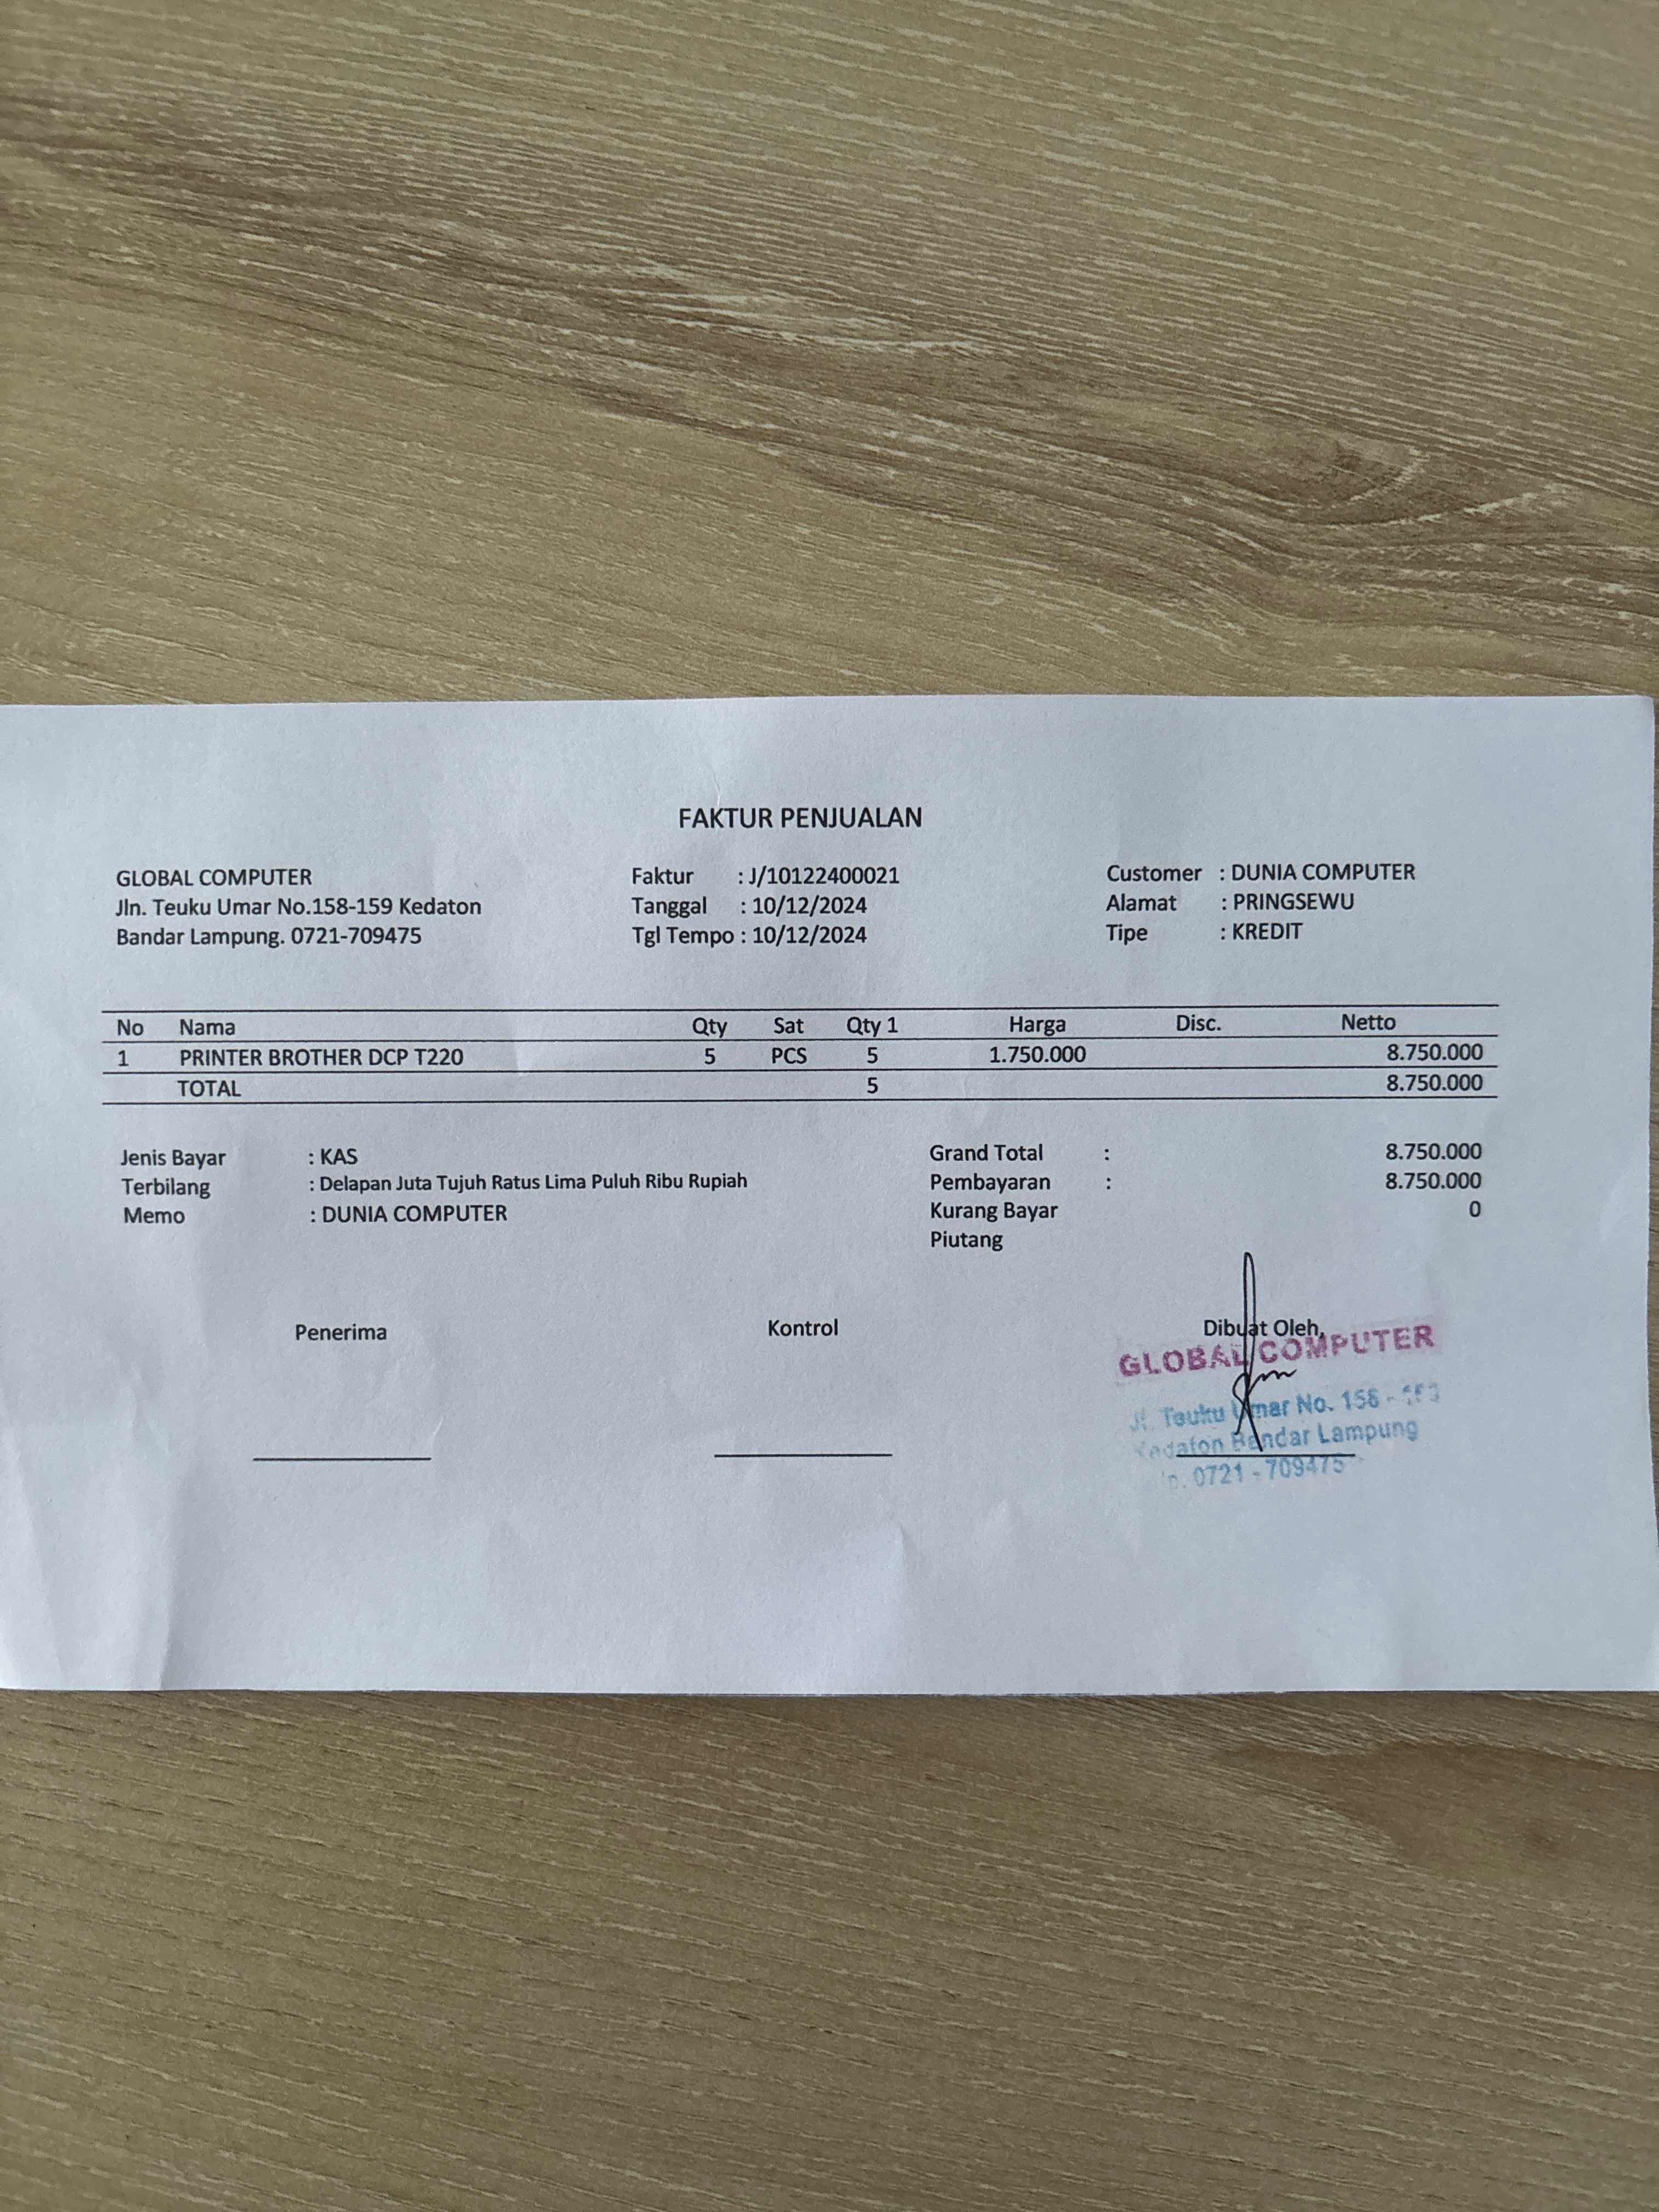 FAKTUR PENJUALAN
GLOBAL COMPUTER
Jln. Teuku Umar No.158-159 Kedaton
Bandar Lampung. 0721-709475
Faktur : J/10122400021
Tanggal : 10/12/2024
Tgl Tempo : 10/12/2024
Customer : DUNIA COMPUTER
Alamat : PRINGSEWU
Tipe : KREDIT
No Nama Qty Sat Qty 1 Harga Disc. Netto
1 PRINTER BROTHER DCP T220 5 PCS 5 1.750.000 8.750.000
TOTAL 5 8.750.000
Jenis Bayar : KAS
Terbilang : Delapan Juta Tujuh Ratus Lima Puluh Ribu Rupiah
Memo : DUNIA COMPUTER
Grand Total : 8.750.000
Pembayaran : 8.750.000
Kurang Bayar 0
Piutang
Penerima
Kontrol
Dibuat Oleh,
GLOBAL COMPUTER
Jl. Teuku Umar No. 158 -
Kedaton Bandar Lampung
0721 - 709475